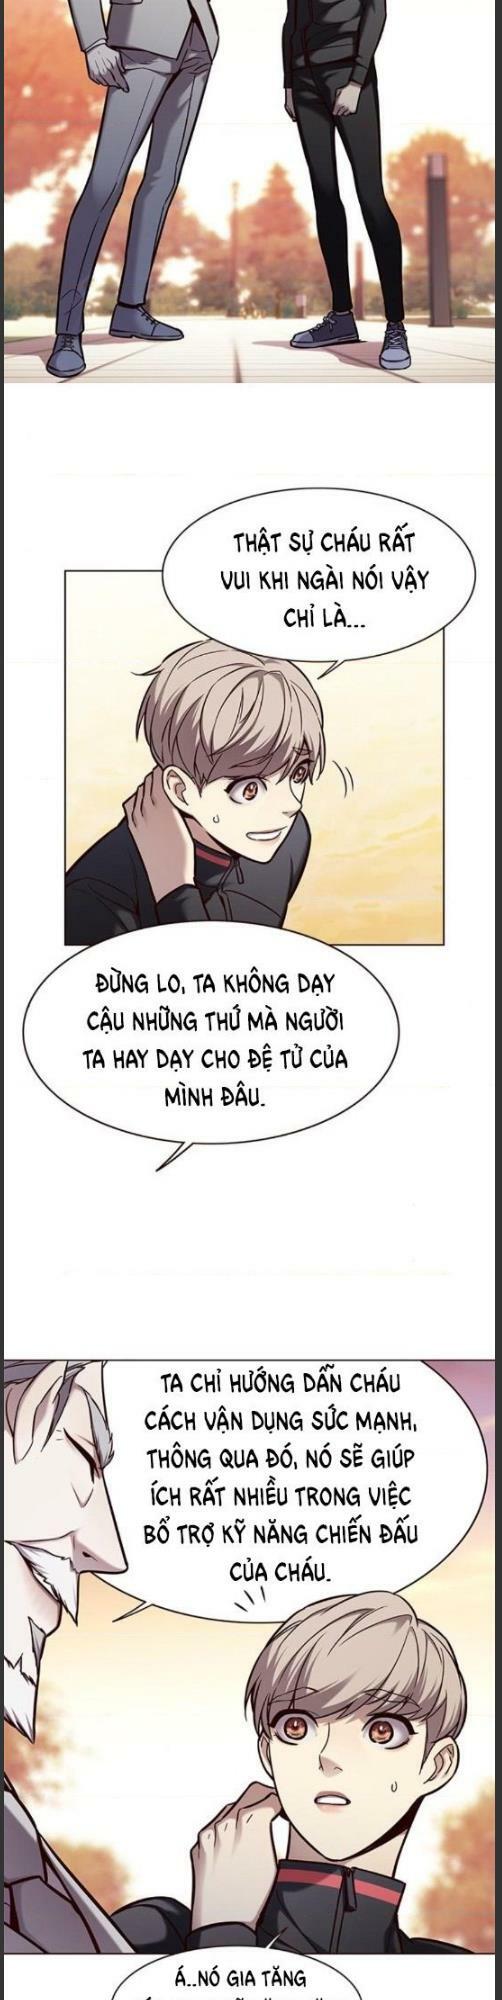 THẬT SỰ CHÁU RẤT
VUI KHI NGÀI NÓI VẬY
CHỈ LÀ...
ĐỪNG LO, TA KHÔNG DẠY
CẬU NHỮNG THỨ MÀ NGƯỜI
TA HAY DẠY CHO ĐỆ TỬ CỦA
MÌNH ĐÂU.
TA CHỈ HƯỚNG DẪN CHÁU
CÁCH VẬN DỤNG SỨC MẠNH,
THÔNG QUA ĐÓ, NÓ SẼ GIÚP
ÍCH RẤT NHIỀU TRONG VIỆC
BỔ TRỢ KỸ NĂNG CHIẾN ĐẤU
CỦA CHÁU.
Á..NÓ GIA TĂNG